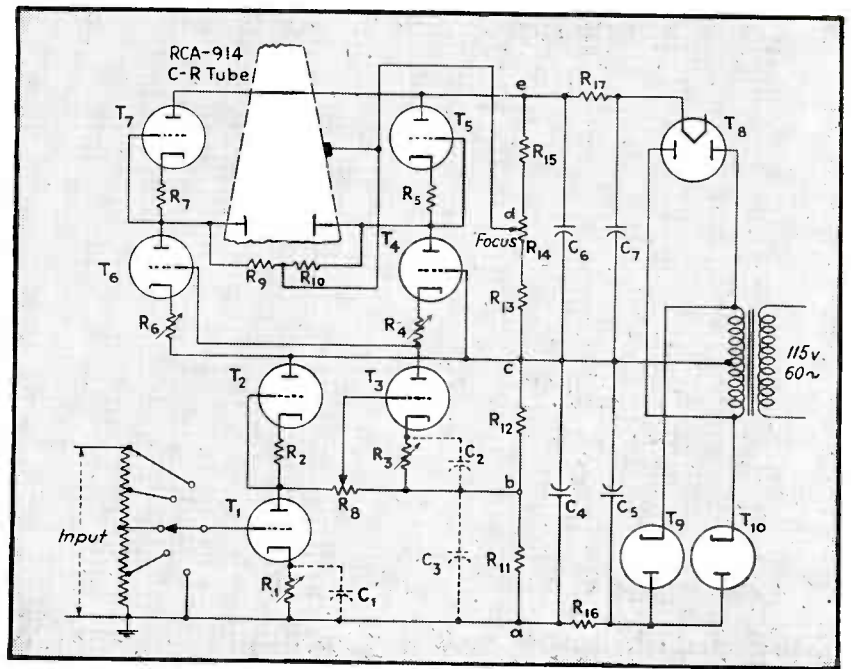 RCA-914
C-R Tube
T7
T5
e
R17
T8
R15
R7
R5
d
Focus
R14
C6
C7
T6
T4
R9
R10
R13
R6
R4
c
115v.
60~
T2
T3
R12
R2
R3
C2
b
R8
C4
C5
T9
T10
Input
T1
C3
R11
R1
C1
R16
a